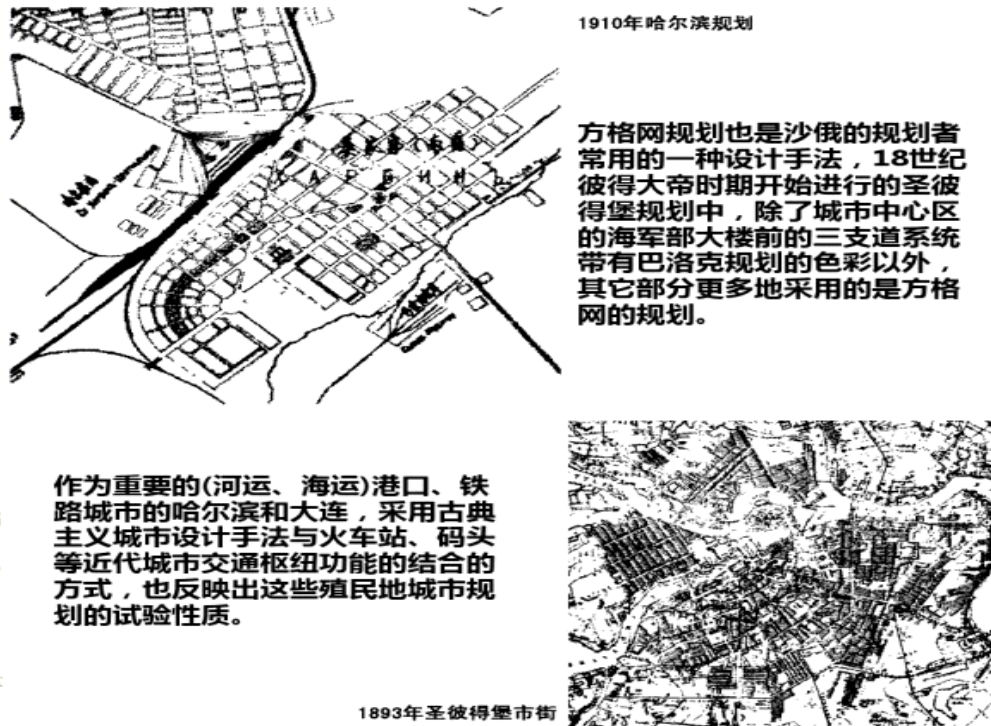 1910年哈尔滨规划
方格网规划也是沙俄的规划者
常用的一种设计手法，18世纪
彼得大帝时期开始进行的圣彼
得堡规划中，除了城市中心区
的海军部大楼前的三支道系统
带有巴洛克规划的色彩以外，
其它部分更多地采用的是方格
网的规划。
作为重要的(河运、海运)港口、铁
路城市的哈尔滨和大连，采用古典
主义城市设计手法与火车站、码头
等近代城市交通枢纽功能的结合的
方式，也反映出这些殖民地城市规
划的试验性质。
1893年圣彼得堡市街